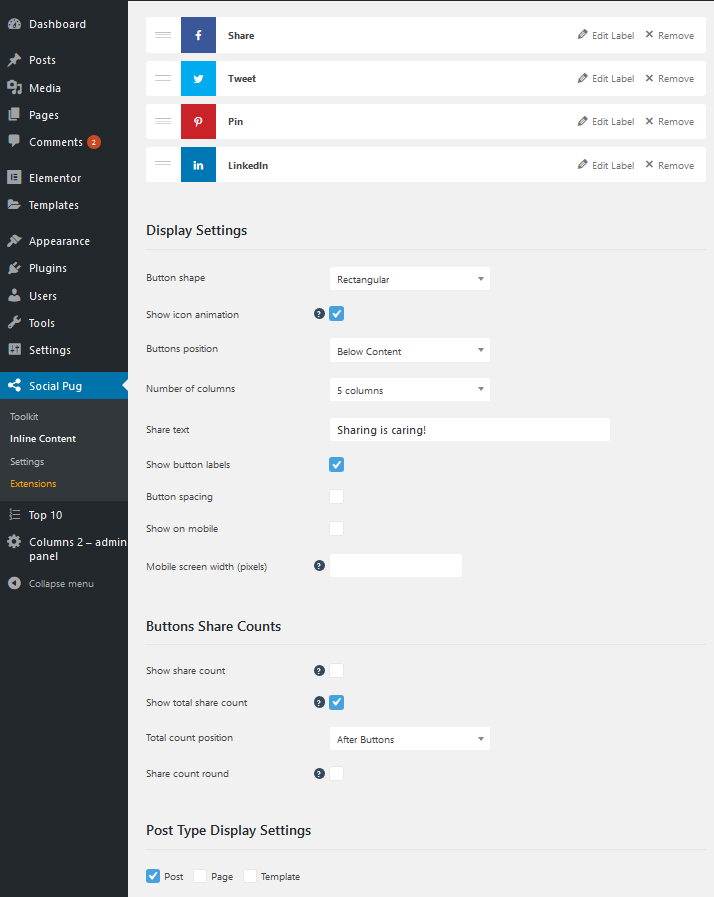 Dashboard
Posts
Media
Pages
Comments 2
Elementor
Templates
Appearance
Plugins
Users
Tools
Settings
Social Pug
Toolkit
Inline Content
Settings
Extensions
Top 10
Columns 2 – admin
panel
Collapse menu
Share Edit Label Remove
Tweet Edit Label Remove
Pin Edit Label Remove
in LinkedIn Edit Label Remove
Display Settings
Button shape Rectangular
Show icon animation ?
Buttons position Below Content
Number of columns 5 columns
Share text Sharing is caring!
Show button labels
Button spacing
Show on mobile
Mobile screen width (pixels) ?
Buttons Share Counts
Show share count ?
Show total share count ?
Total count position After Buttons
Share count round ?
Post Type Display Settings
Post Page Template